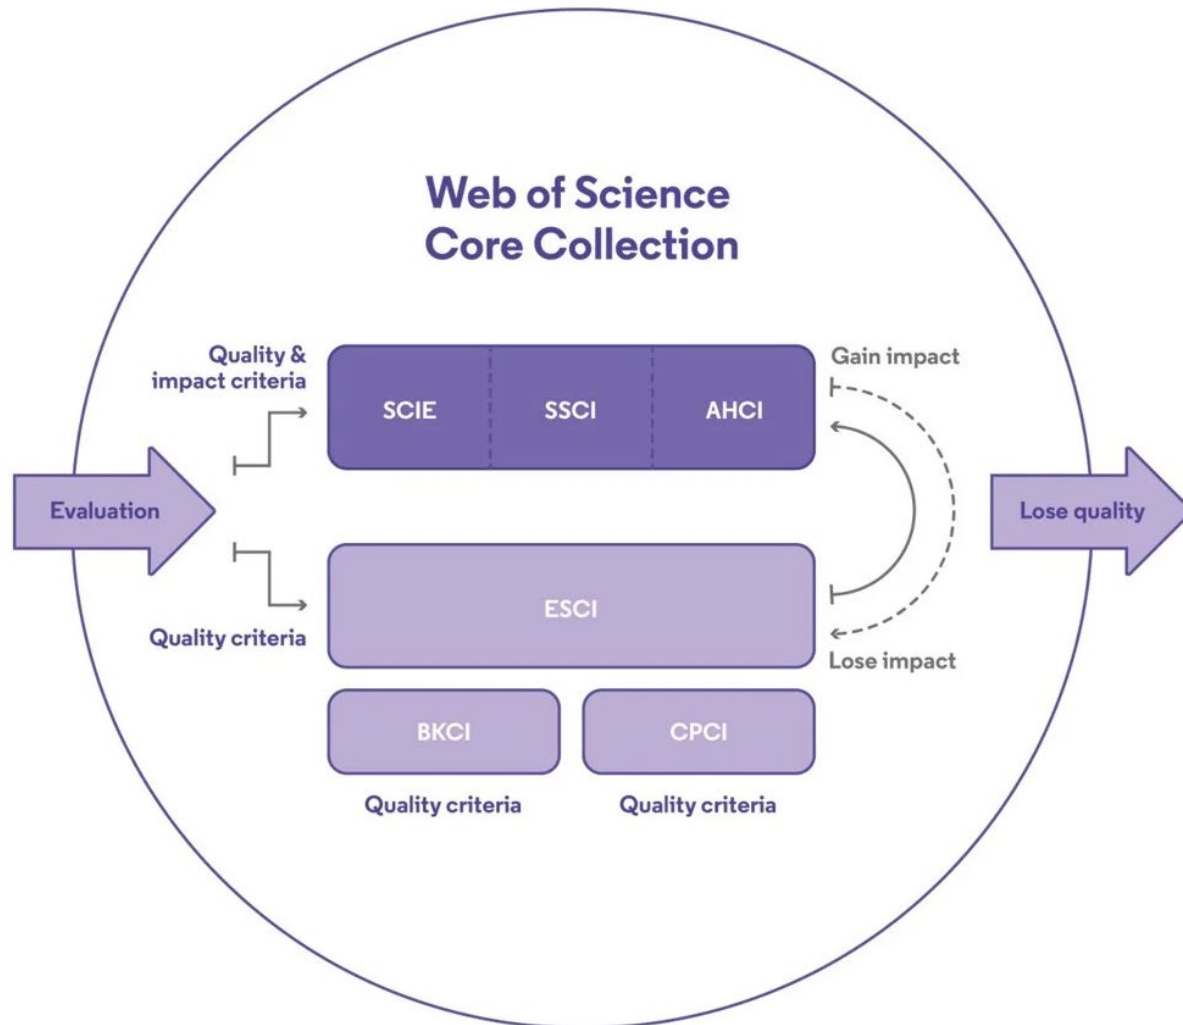 Web of Science
Core Collection
Quality &
impact criteria
Gain impact
SCIE
SSCI
AHCI
Evaluation
Lose quality
ESCI
Quality criteria
Lose impact
BKCI
CPCI
Quality criteria
Quality criteria